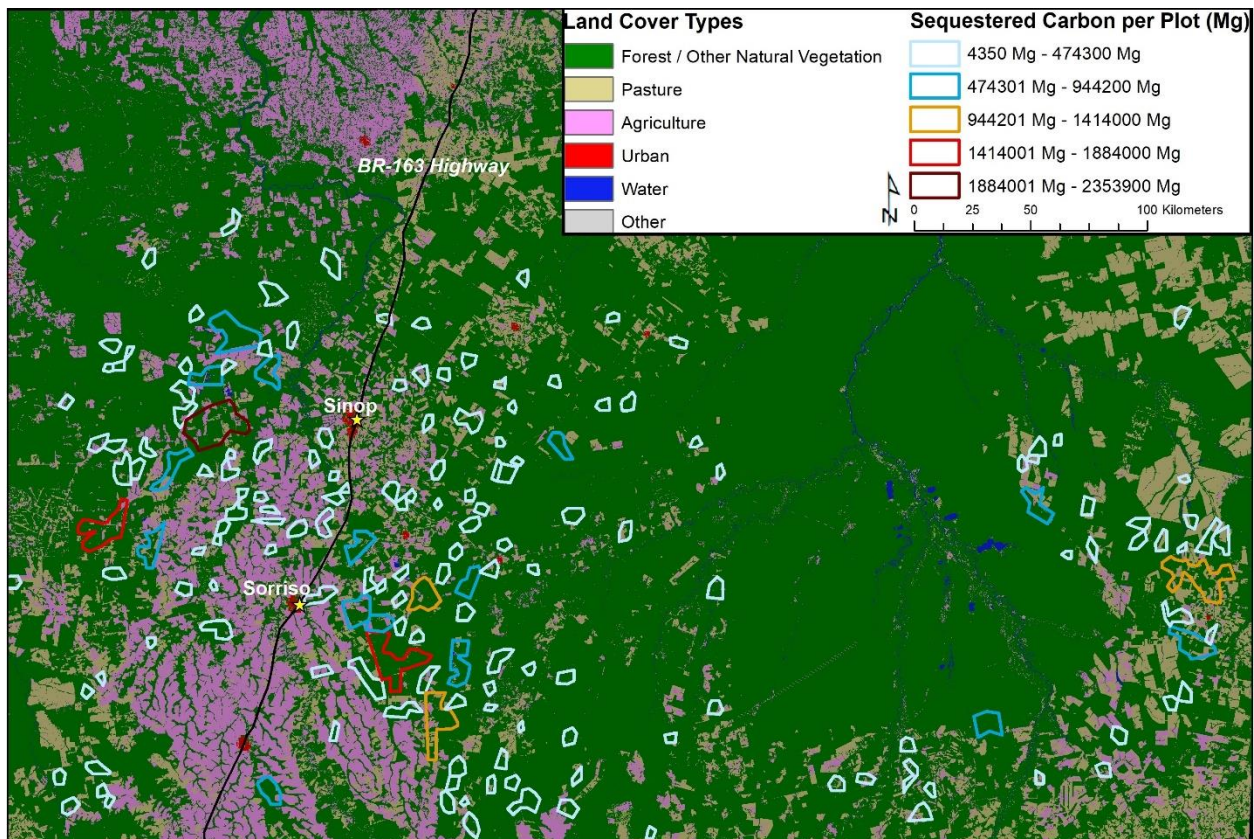 Land Cover Types
Forest / Other Natural Vegetation
Pasture
Agriculture
Urban
Water
Other
Sequestered Carbon per Plot (Mg)
4350 Mg - 474300 Mg
474301 Mg - 944200 Mg
944201 Mg - 1414000 Mg
1414001 Mg - 1884000 Mg
1884001 Mg - 2353900 Mg
N
0 25 50 100 Kilometers
BR-163 Highway
Sinop
Sorriso